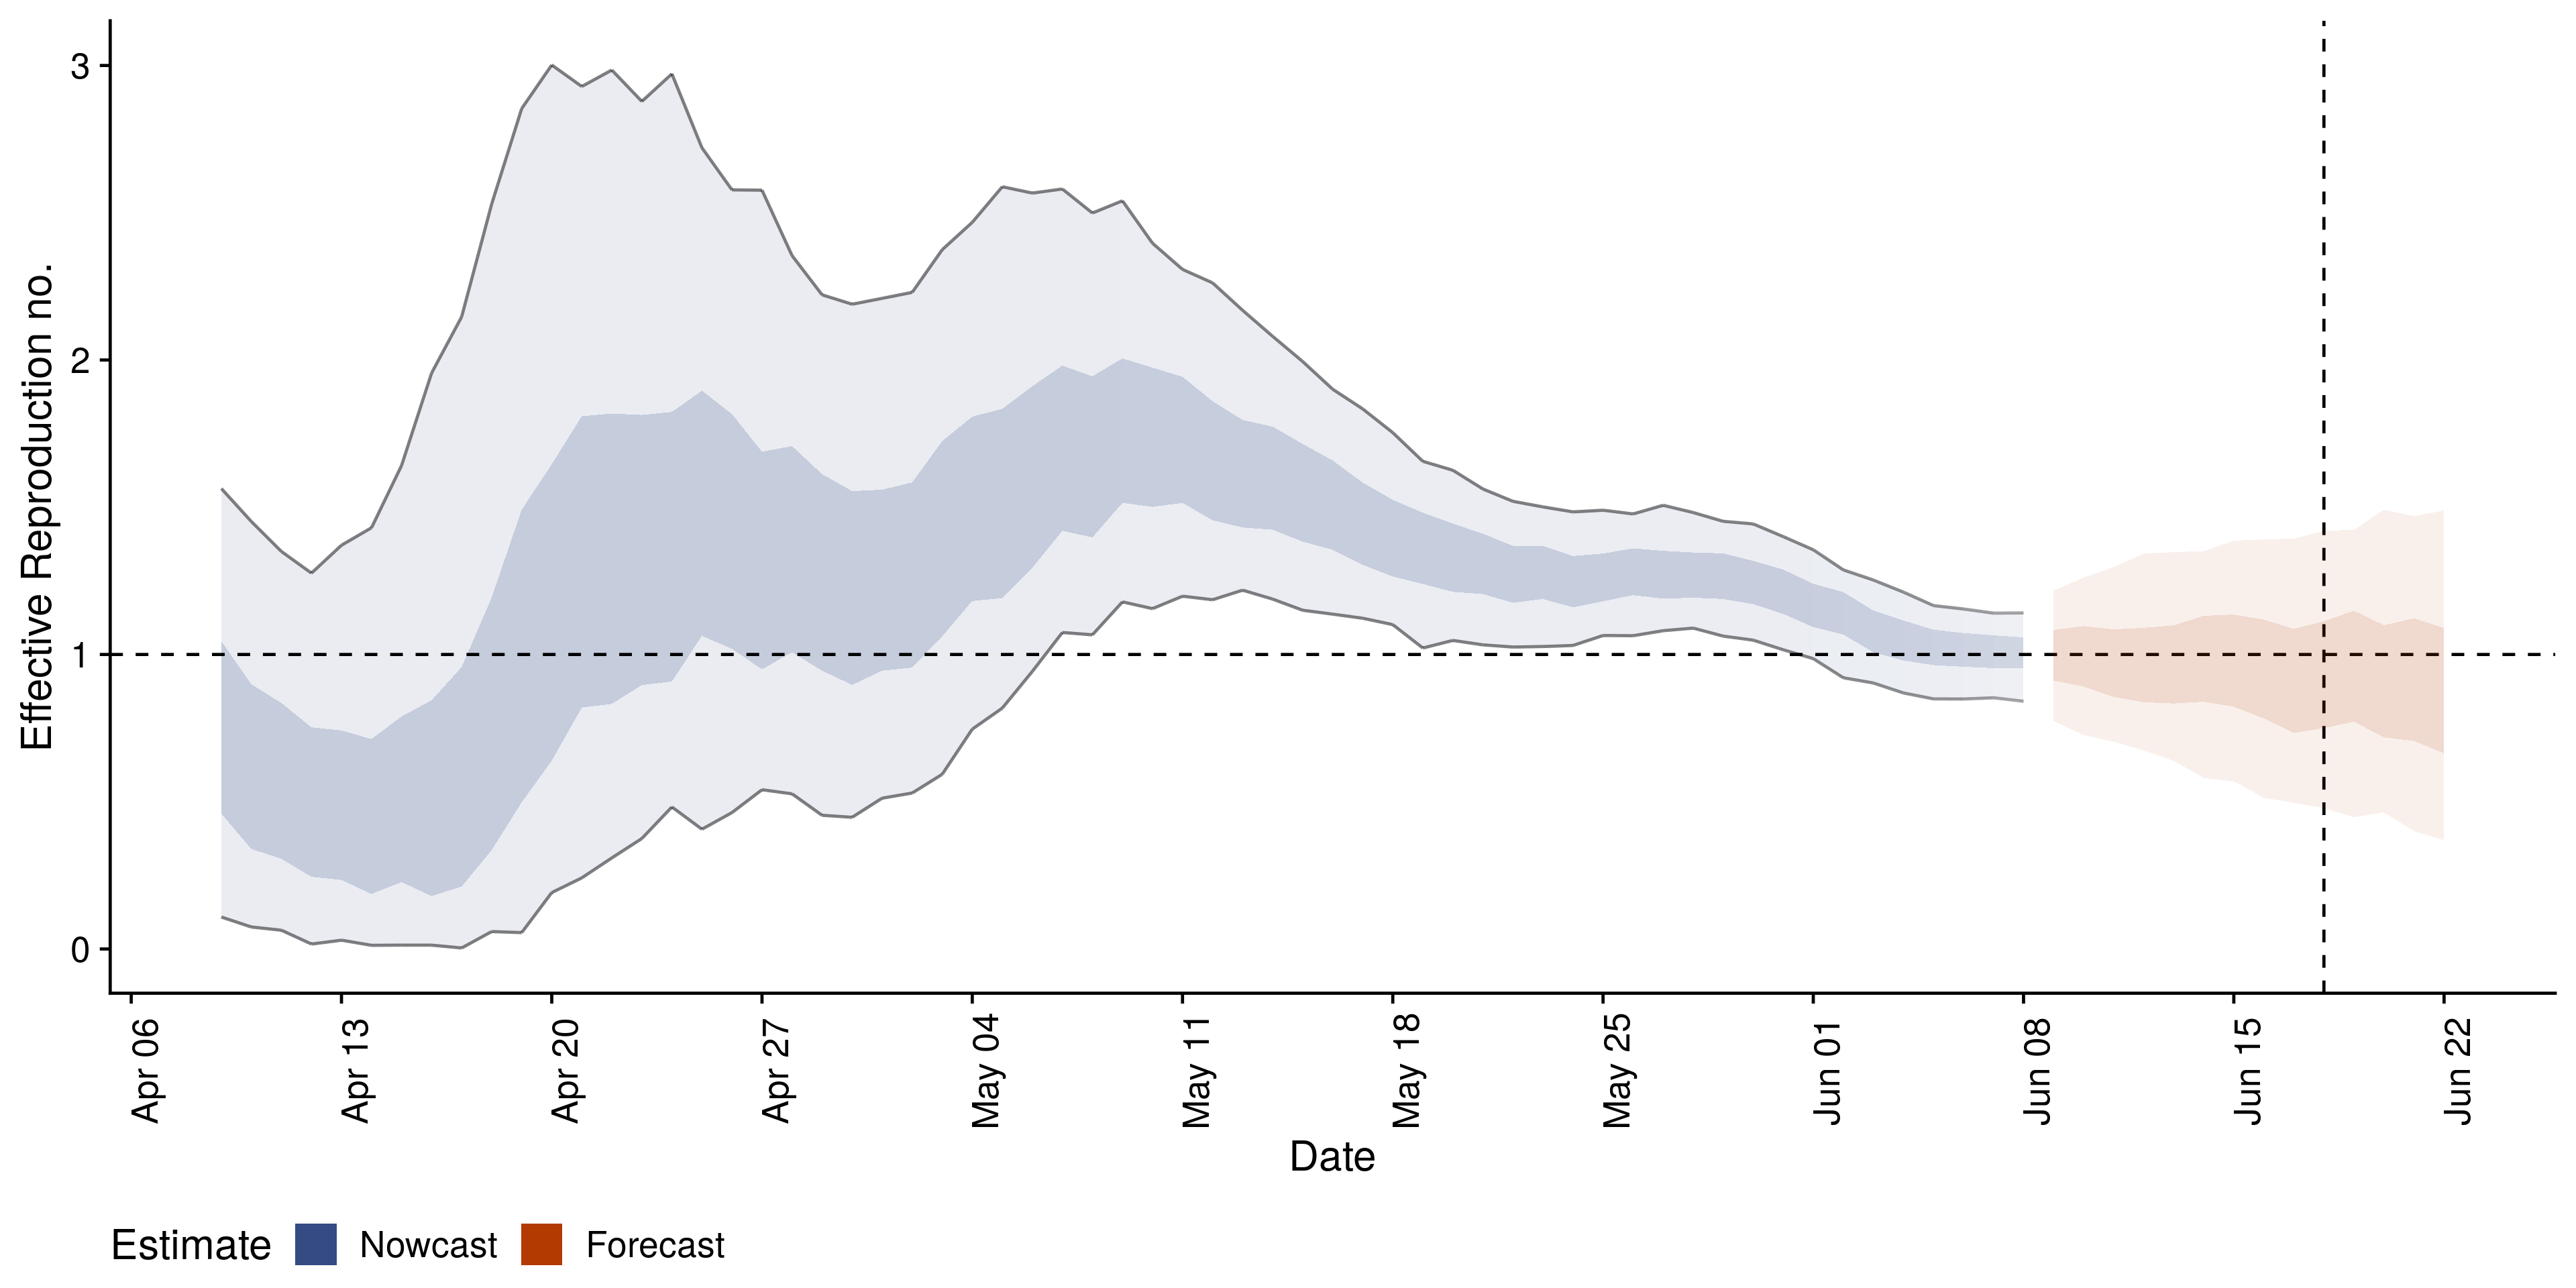 Effective Reproduction no.
3
2
1
0
Apr 06
Apr 13
Apr 20
Apr 27
May 04
May 11
May 18
May 25
Jun 01
Jun 08
Jun 15
Jun 22
Date
Estimate Nowcast Forecast